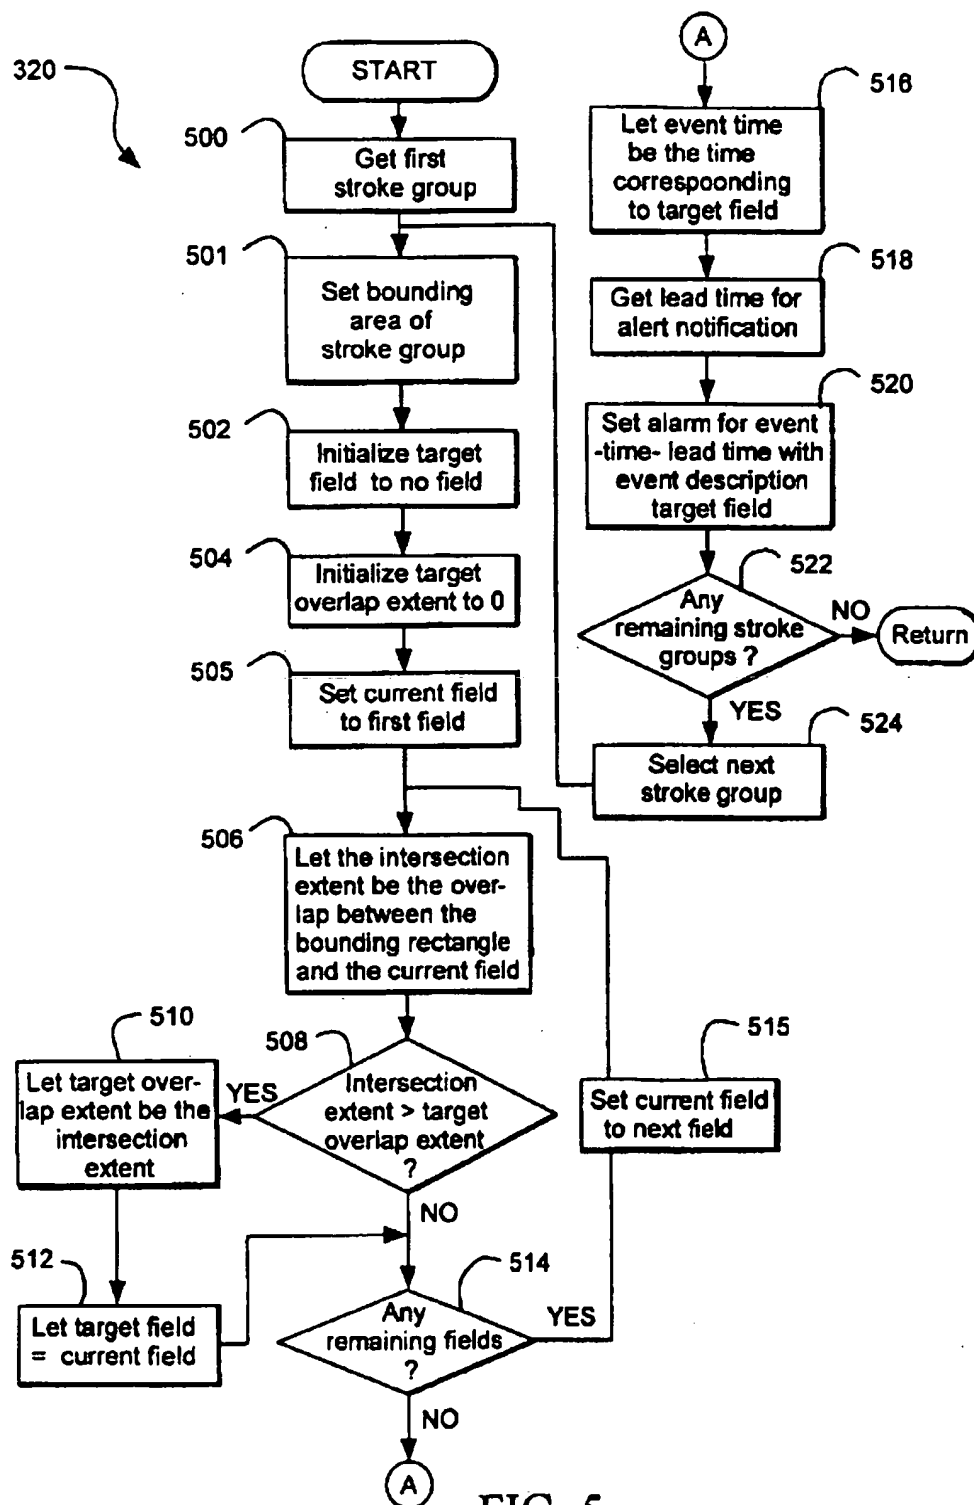 320
START
500
Get first
stroke group
501
Set bounding
area of
stroke group
502
Initialize target
field to no field
504
Initialize target
overlap extent to 0
505
Set current field
to first field
506
Let the intersection
extent be the over-
lap between the
bounding rectangle
and the current field
508
Intersection
extent > target
overlap extent
?
YES
NO
510
Let target over-
lap extent be the
intersection
extent
512
Let target field
= current field
514
Any
remaining fields
?
YES
NO
515
Set current field
to next field
A
A
516
Let event time
be the time
correspoonding
to target field
518
Get lead time for
alert notification
520
Set alarm for event
-time- lead time with
event description
target field
522
Any
remaining stroke
groups ?
NO
Return
YES
524
Select next
stroke group
FIG. 5